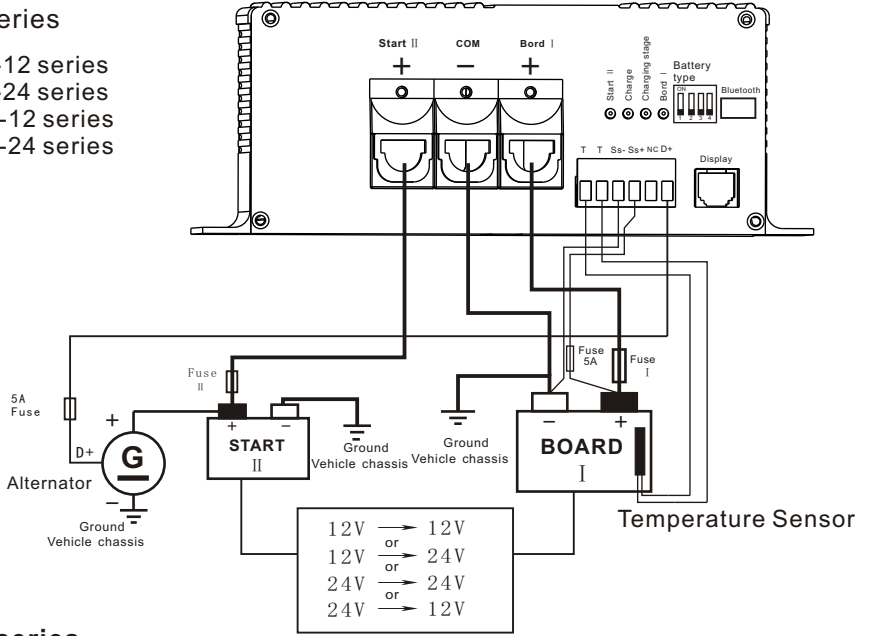 eries
-12 series
-24 series
-12 series
-24 series
Start II COM Bord I
+ − +
Start II
Charge
Charging stage
Bord I
Battery
type
ON
1 2 3 4
Bluetooth
T T Ss- Ss+ NC D+
Display
Fuse
II
Fuse
5A
Fuse
I
5A
Fuse
+
D+
G
Alternator
−
Ground
Vehicle chassis
+ −
START
II
Ground
Vehicle chassis
Ground
Vehicle chassis
− +
BOARD
I
Temperature Sensor
12V → 12V
or
12V → 24V
or
24V → 24V
or
24V → 12V